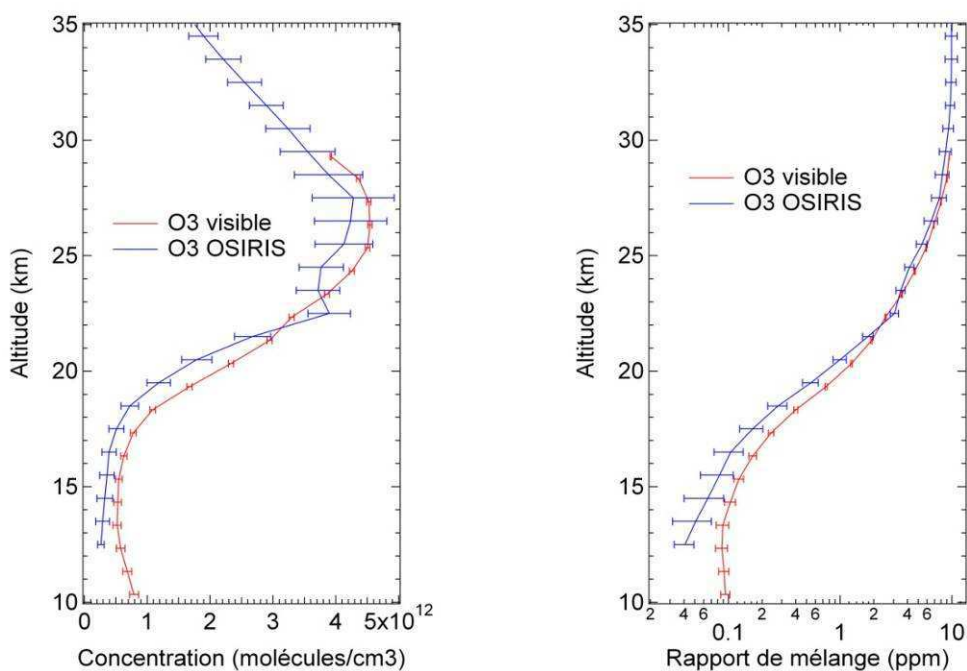 35
30
25
20
15
10
Altitude (km)
O3 visible
O3 OSIRIS
0 1 2 3 4 5x10¹²
Concentration (molécules/cm3)
35
30
25
20
15
10
Altitude (km)
O3 visible
O3 OSIRIS
2 4 6 2 4 6 2 4 6
0.1 1 10
Rapport de mélange (ppm)